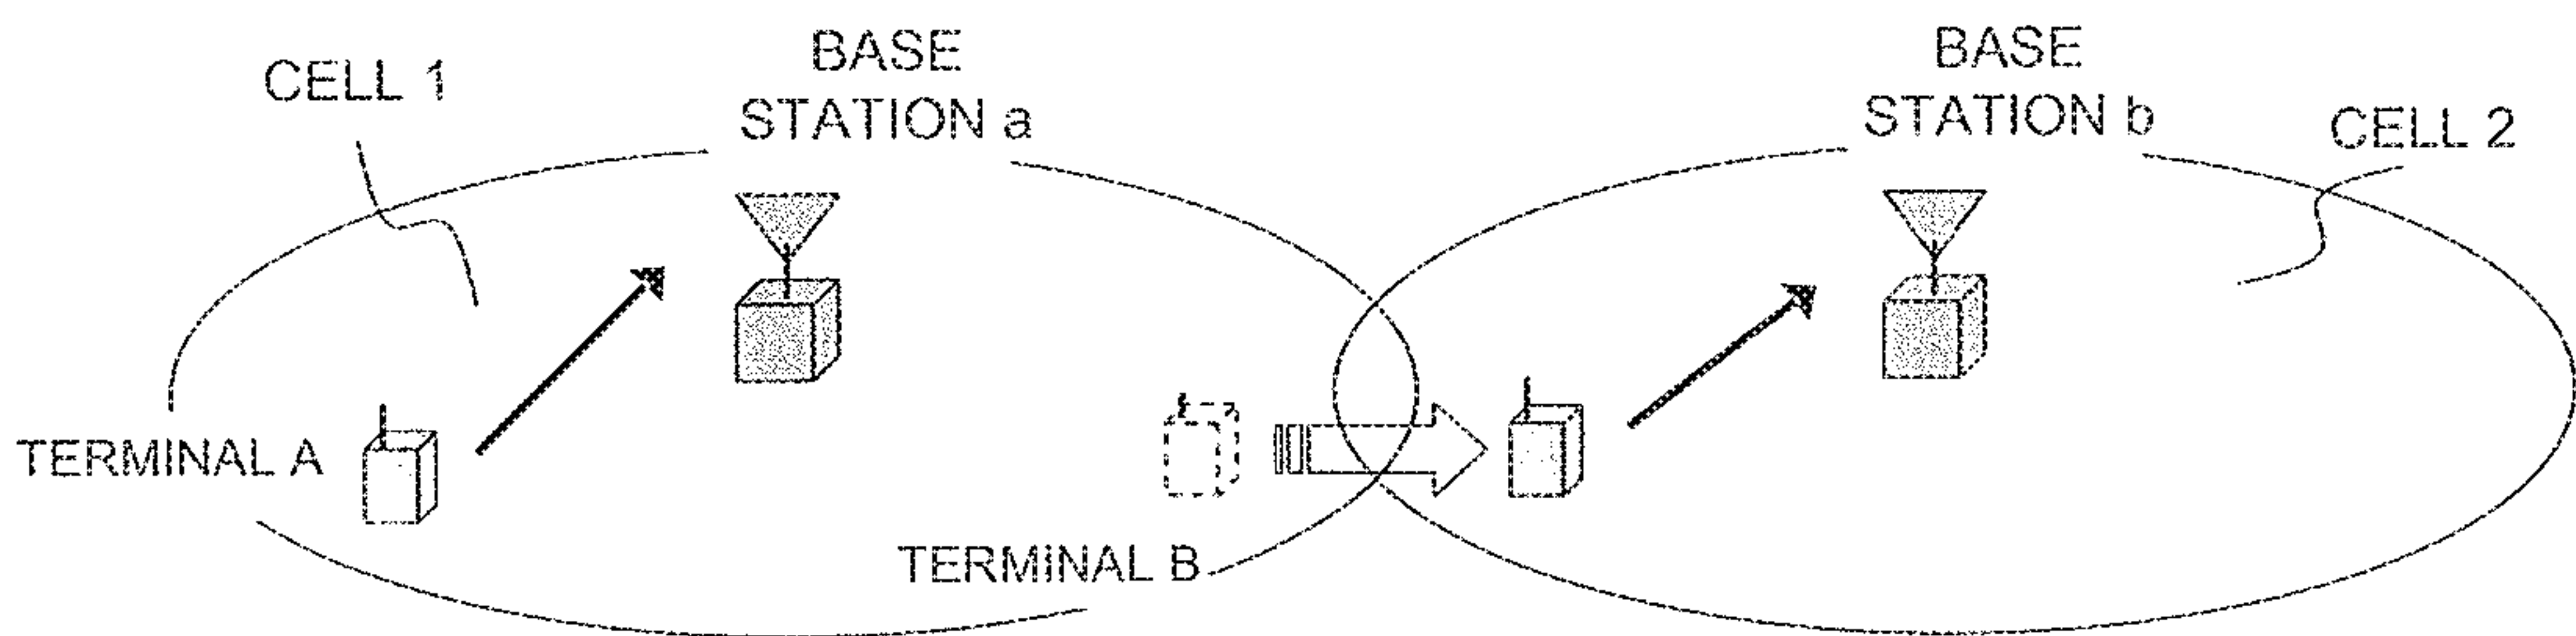 CELL 1
BASE
STATION a
BASE
STATION b
CELL 2
TERMINAL A
TERMINAL B